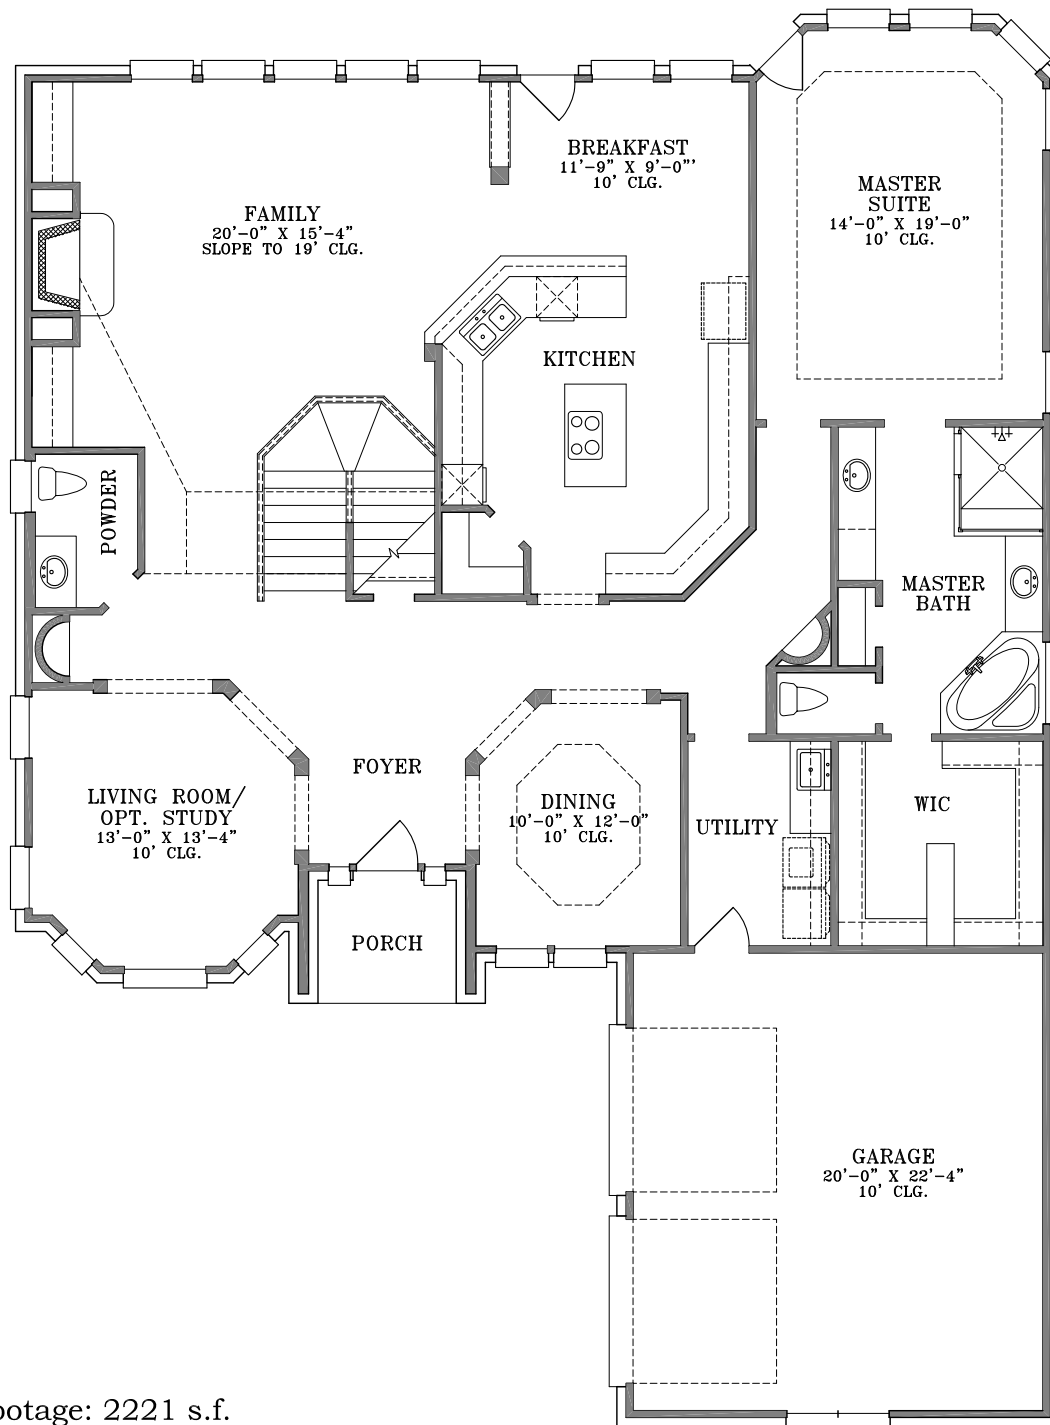 BREAKFAST
11'-9" X 9'-0"'
10' CLG.
MASTER
SUITE
14'-0" X 19'-0"
10' CLG.
FAMILY
20'-0" X 15'-4"
SLOPE TO 19' CLG.
KITCHEN
POWDER
MASTER
BATH
FOYER
LIVING ROOM/
OPT. STUDY
13'-0" X 13'-4"
10' CLG.
DINING
10'-0" X 12'-0"
10' CLG.
UTILITY
WIC
PORCH
GARAGE
20'-0" X 22'-4"
10' CLG.
ootage: 2221 s.f.